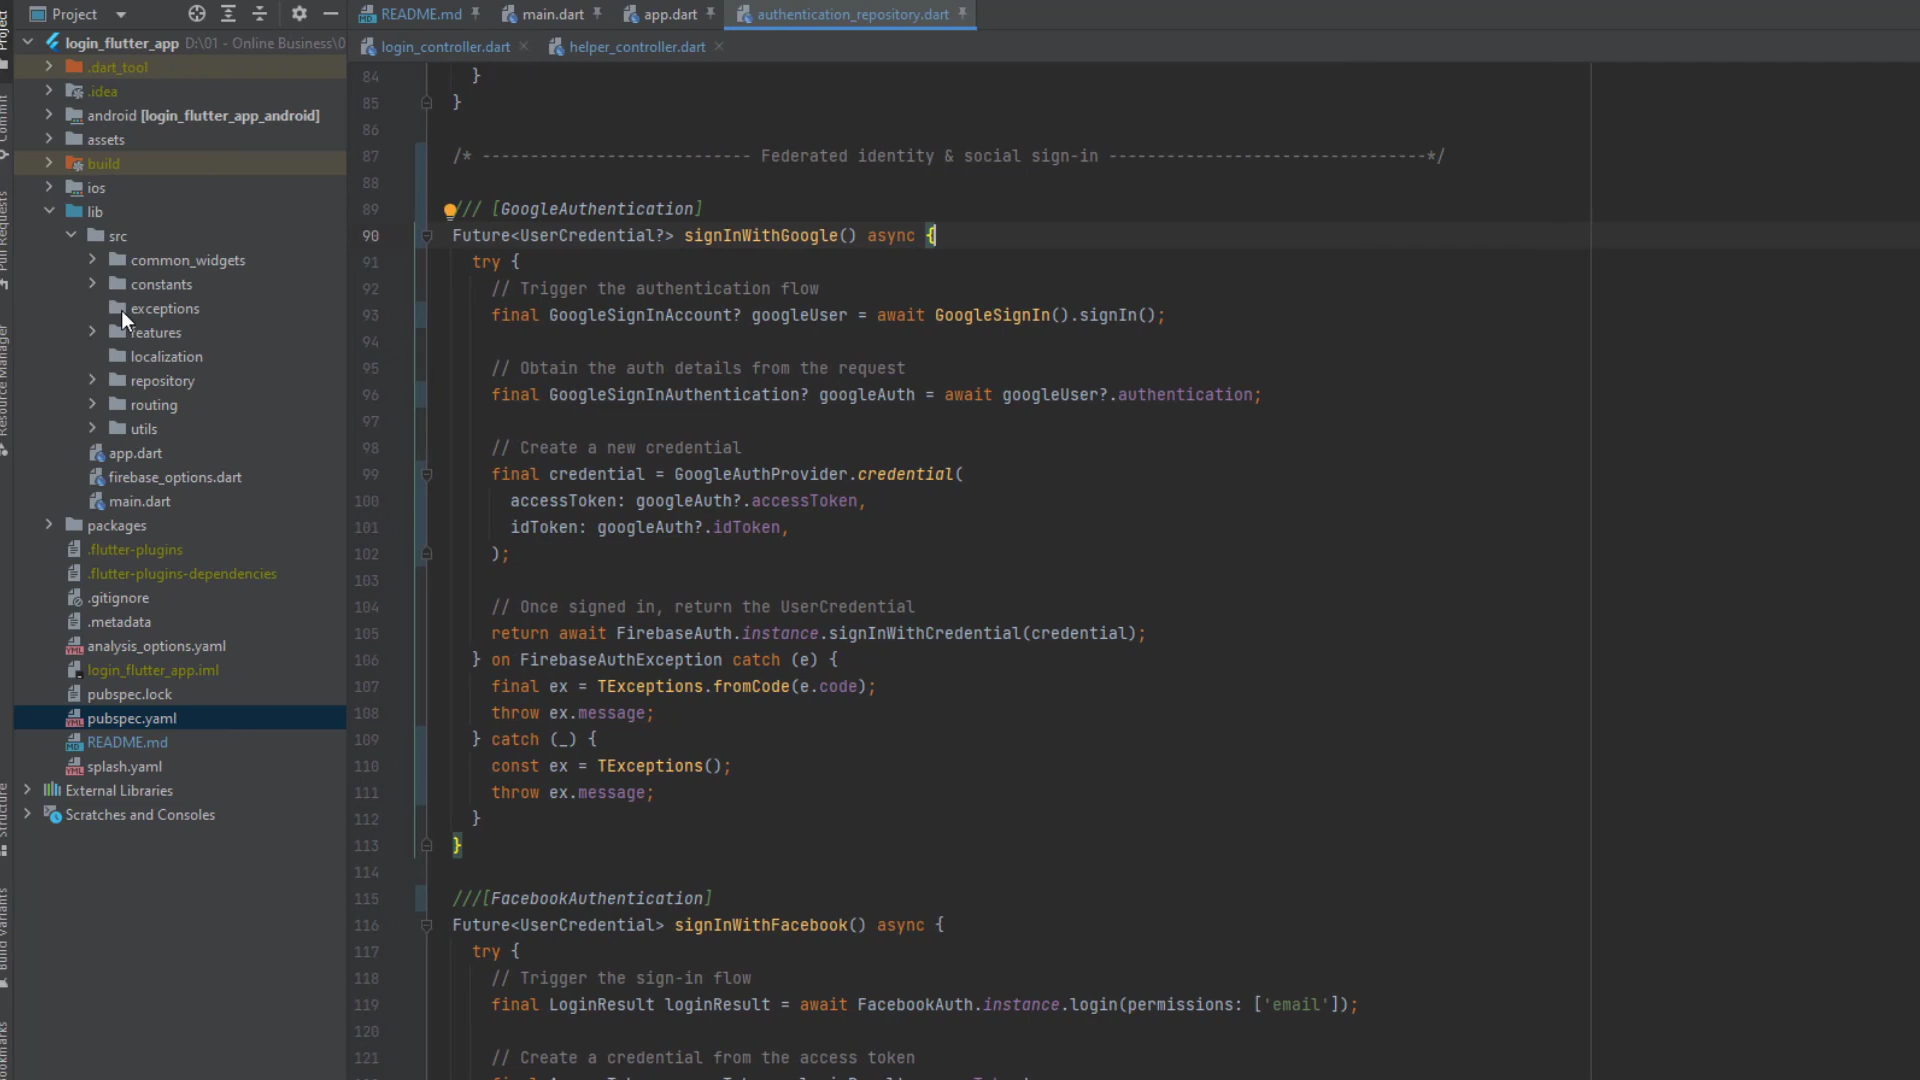 Project
README.md
main.dart
app.dart
authentication_repository.dart
login_controller.dart
helper_controller.dart
login_flutter_app D:\01 - Online Business\0
.dart_tool
.idea
android [login_flutter_app_android]
assets
build
ios
lib
src
common_widgets
constants
exceptions
features
localization
repository
routing
utils
app.dart
firebase_options.dart
main.dart
packages
.flutter-plugins
.flutter-plugins-dependencies
.gitignore
.metadata
analysis_options.yaml
login_flutter_app.iml
pubspec.lock
pubspec.yaml
README.md
splash.yaml
External Libraries
Scratches and Consoles
Project
Commit
Pull Requests
Resource Manager
Structure
Build Variants
84 }
85 }
86
87 /* ---------------------------- Federated identity & social sign-in ---------------------------------*/
88
89 /// [GoogleAuthentication]
90 Future<UserCredential?> signInWithGoogle() async {
91 try {
92 // Trigger the authentication flow
93 final GoogleSignInAccount? googleUser = await GoogleSignIn().signIn();
94
95 // Obtain the auth details from the request
96 final GoogleSignInAuthentication? googleAuth = await googleUser?.authentication;
97
98 // Create a new credential
99 final credential = GoogleAuthProvider.credential(
100 accessToken: googleAuth?.accessToken,
101 idToken: googleAuth?.idToken,
102 );
103
104 // Once signed in, return the UserCredential
105 return await FirebaseAuth.instance.signInWithCredential(credential);
106 } on FirebaseAuthException catch (e) {
107 final ex = TExceptions.fromCode(e.code);
108 throw ex.message;
109 } catch (_) {
110 const ex = TExceptions();
111 throw ex.message;
112 }
113 }
114
115 ///[FacebookAuthentication]
116 Future<UserCredential> signInWithFacebook() async {
117 try {
118 // Trigger the sign-in flow
119 final LoginResult loginResult = await FacebookAuth.instance.login(permissions: ['email']);
120
121 // Create a credential from the access token